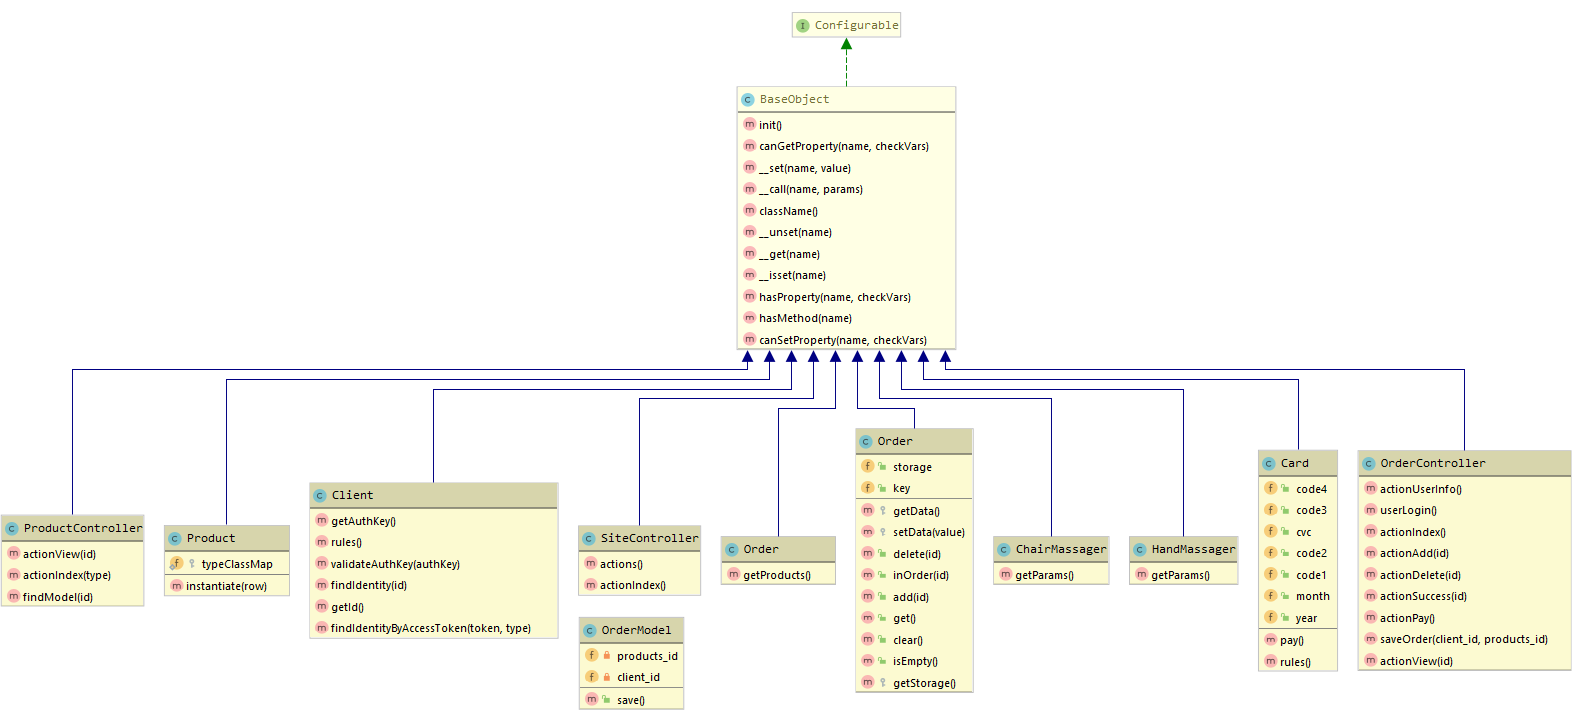 Configurable
BaseObject
init()
canGetProperty(name, checkVars)
__set(name, value)
__call(name, params)
className()
__unset(name)
__get(name)
__isset(name)
hasProperty(name, checkVars)
hasMethod(name)
canSetProperty(name, checkVars)
ProductController
actionView(id)
actionIndex(type)
findModel(id)
Product
typeClassMap
instantiate(row)
Client
getAuthKey()
rules()
validateAuthKey(authKey)
findIdentity(id)
getId()
findIdentityByAccessToken(token, type)
SiteController
actions()
actionIndex()
OrderModel
products_id
client_id
save()
Order
getProducts()
Order
storage
key
getData()
setData(value)
delete(id)
inOrder(id)
add(id)
get()
clear()
isEmpty()
getStorage()
ChairMassager
getParams()
HandMassager
getParams()
Card
code4
code3
cvc
code2
code1
month
year
pay()
rules()
OrderController
actionUserInfo()
userLogin()
actionIndex()
actionAdd(id)
actionDelete(id)
actionSuccess(id)
actionPay()
saveOrder(client_id, products_id)
actionView(id)